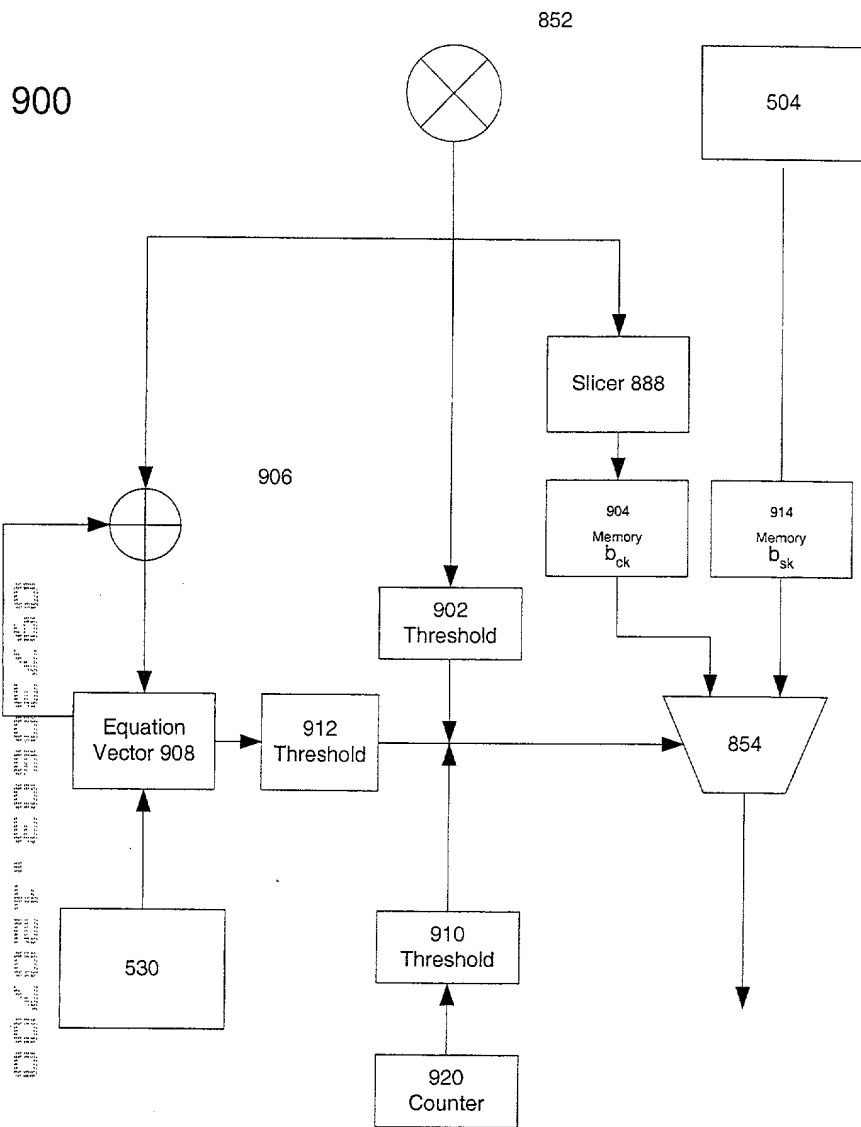 852
900
504
Slicer 888
906
904
Memory
b_ck
914
Memory
b_sk
902
Threshold
Equation
Vector 908
912
Threshold
854
530
910
Threshold
920
Counter